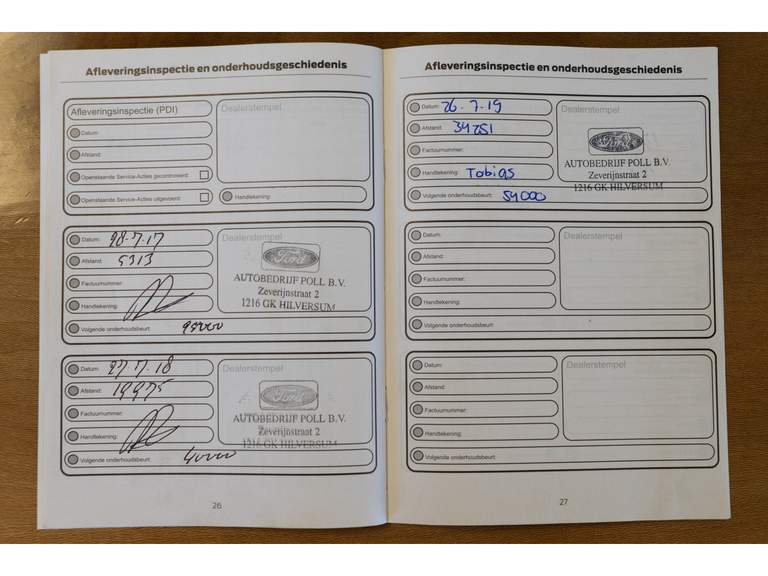 Afleveringsinspectie en onderhoudsgeschiedenis
Afleveringsinspectie (PDI)
Dealerstempel
Datum:
Afstand:
Openstaande Service-Acties gecontroleerd:
Openstaande Service-Acties uitgevoerd:
Handtekening:
Datum: 28-7-17
Dealerstempel
Ford
Afstand: 5313
AUTOBEDRIJF POLL B.V.
Factuurnummer:
Zeverijnstraat 2
Handtekening:
1216 GK HILVERSUM
Volgende onderhoudsbeurt:
Datum: 27.7.18
Dealerstempel
Ford
Afstand: 19975
Factuurnummer:
AUTOBEDRIJF POLL B.V.
Handtekening:
Zeverijnstraat 2
1216 GK HILVERSUM
Volgende onderhoudsbeurt: 40000
26
Afleveringsinspectie en onderhoudsgeschiedenis
Datum: 26-7-19
Dealerstempel
Afstand: 34251
Ford
Factuurnummer:
AUTOBEDRIJF POLL B.V.
Handtekening: Tobias
Zeverijnstraat 2
1216 GK HILVERSUM
Volgende onderhoudsbeurt: 54000
Datum:
Dealerstempel
Afstand:
Factuurnummer:
Handtekening:
Volgende onderhoudsbeurt:
Datum:
Dealerstempel
Afstand:
Factuurnummer:
Handtekening:
Volgende onderhoudsbeurt:
27